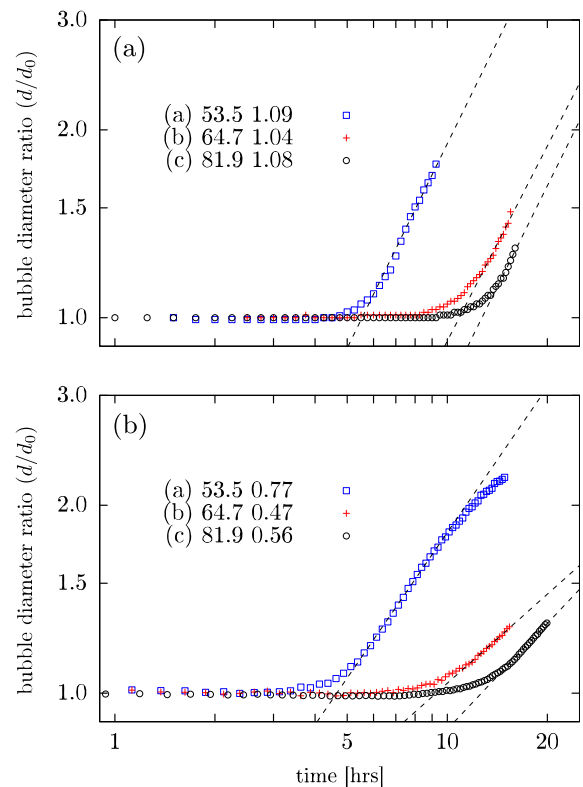 3.0
(a)
(a) 53.5 1.09
(b) 64.7 1.04
(c) 81.9 1.08
2.0
1.5
1.0
bubble diameter ratio (d/d₀)
3.0
(b)
(a) 53.5 0.77
(b) 64.7 0.47
(c) 81.9 0.56
2.0
1.5
1.0
bubble diameter ratio (d/d₀)
1 5 10 20
time [hrs]